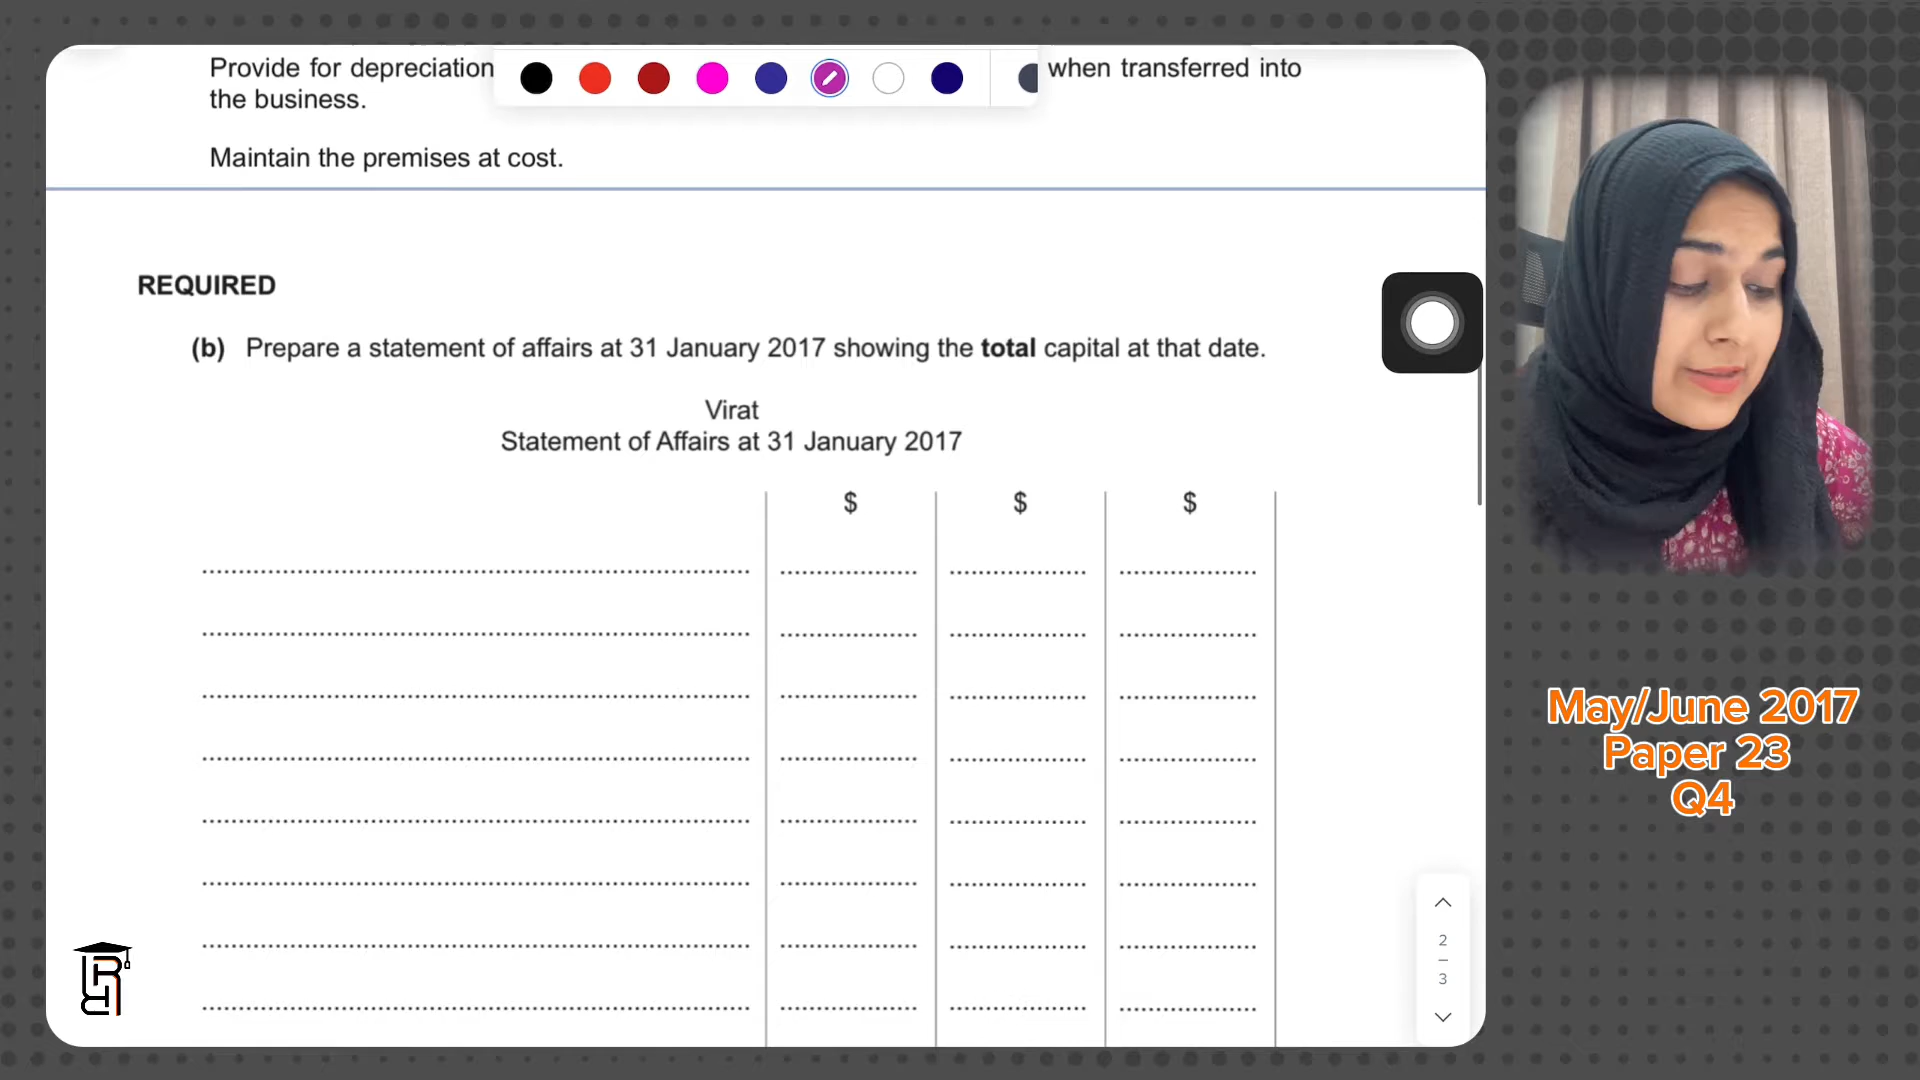 Provide for depreciation when transferred into
the business.
Maintain the premises at cost.
REQUIRED
(b) Prepare a statement of affairs at 31 January 2017 showing the total capital at that date.
Virat
Statement of Affairs at 31 January 2017
$ $ $
2
3
May/June 2017
Paper 23
Q4